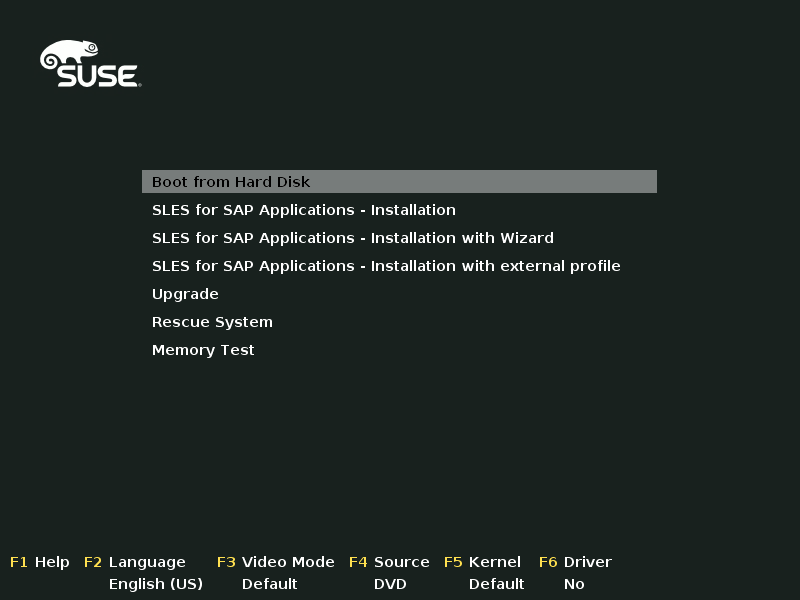 SUSE
Boot from Hard Disk
SLES for SAP Applications - Installation
SLES for SAP Applications - Installation with Wizard
SLES for SAP Applications - Installation with external profile
Upgrade
Rescue System
Memory Test
F1 Help F2 Language F3 Video Mode F4 Source F5 Kernel F6 Driver
English (US) Default DVD Default No